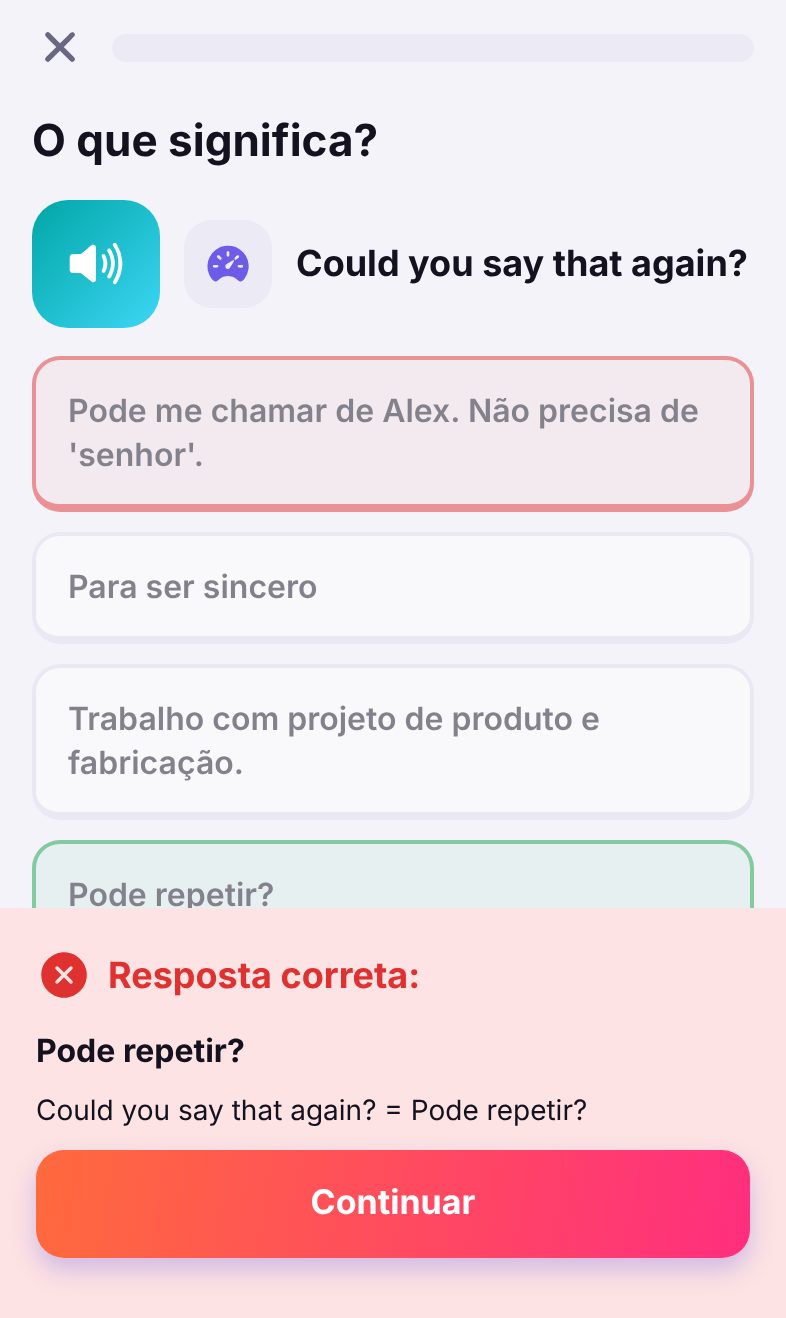 O que significa?
Could you say that again?
Pode me chamar de Alex. Não precisa de
'senhor'.
Para ser sincero
Trabalho com projeto de produto e
fabricação.
Pode repetir?
Resposta correta:
Pode repetir?
Could you say that again? = Pode repetir?
Continuar